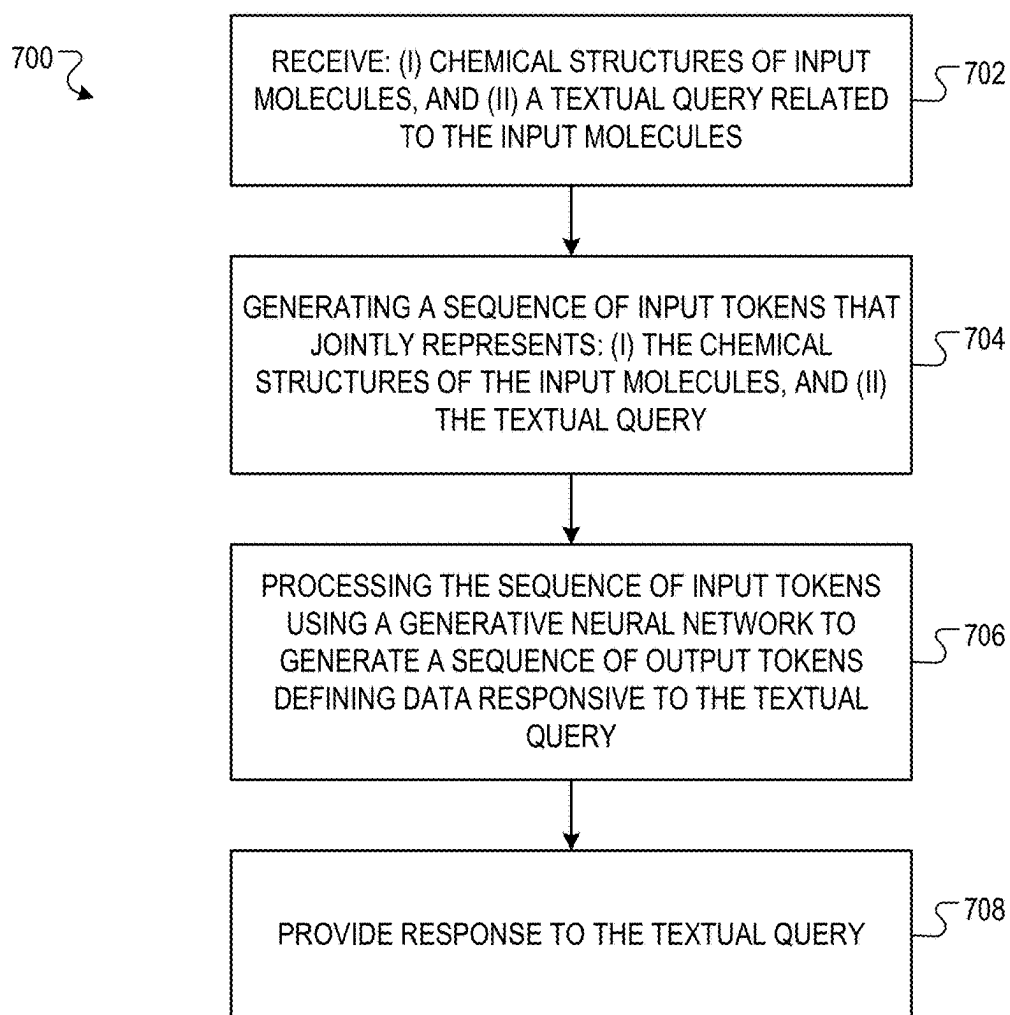 700
RECEIVE: (I) CHEMICAL STRUCTURES OF INPUT
MOLECULES, AND (II) A TEXTUAL QUERY RELATED
TO THE INPUT MOLECULES
702
GENERATING A SEQUENCE OF INPUT TOKENS THAT
JOINTLY REPRESENTS: (I) THE CHEMICAL
STRUCTURES OF THE INPUT MOLECULES, AND (II)
THE TEXTUAL QUERY
704
PROCESSING THE SEQUENCE OF INPUT TOKENS
USING A GENERATIVE NEURAL NETWORK TO
GENERATE A SEQUENCE OF OUTPUT TOKENS
DEFINING DATA RESPONSIVE TO THE TEXTUAL
QUERY
706
PROVIDE RESPONSE TO THE TEXTUAL QUERY
708